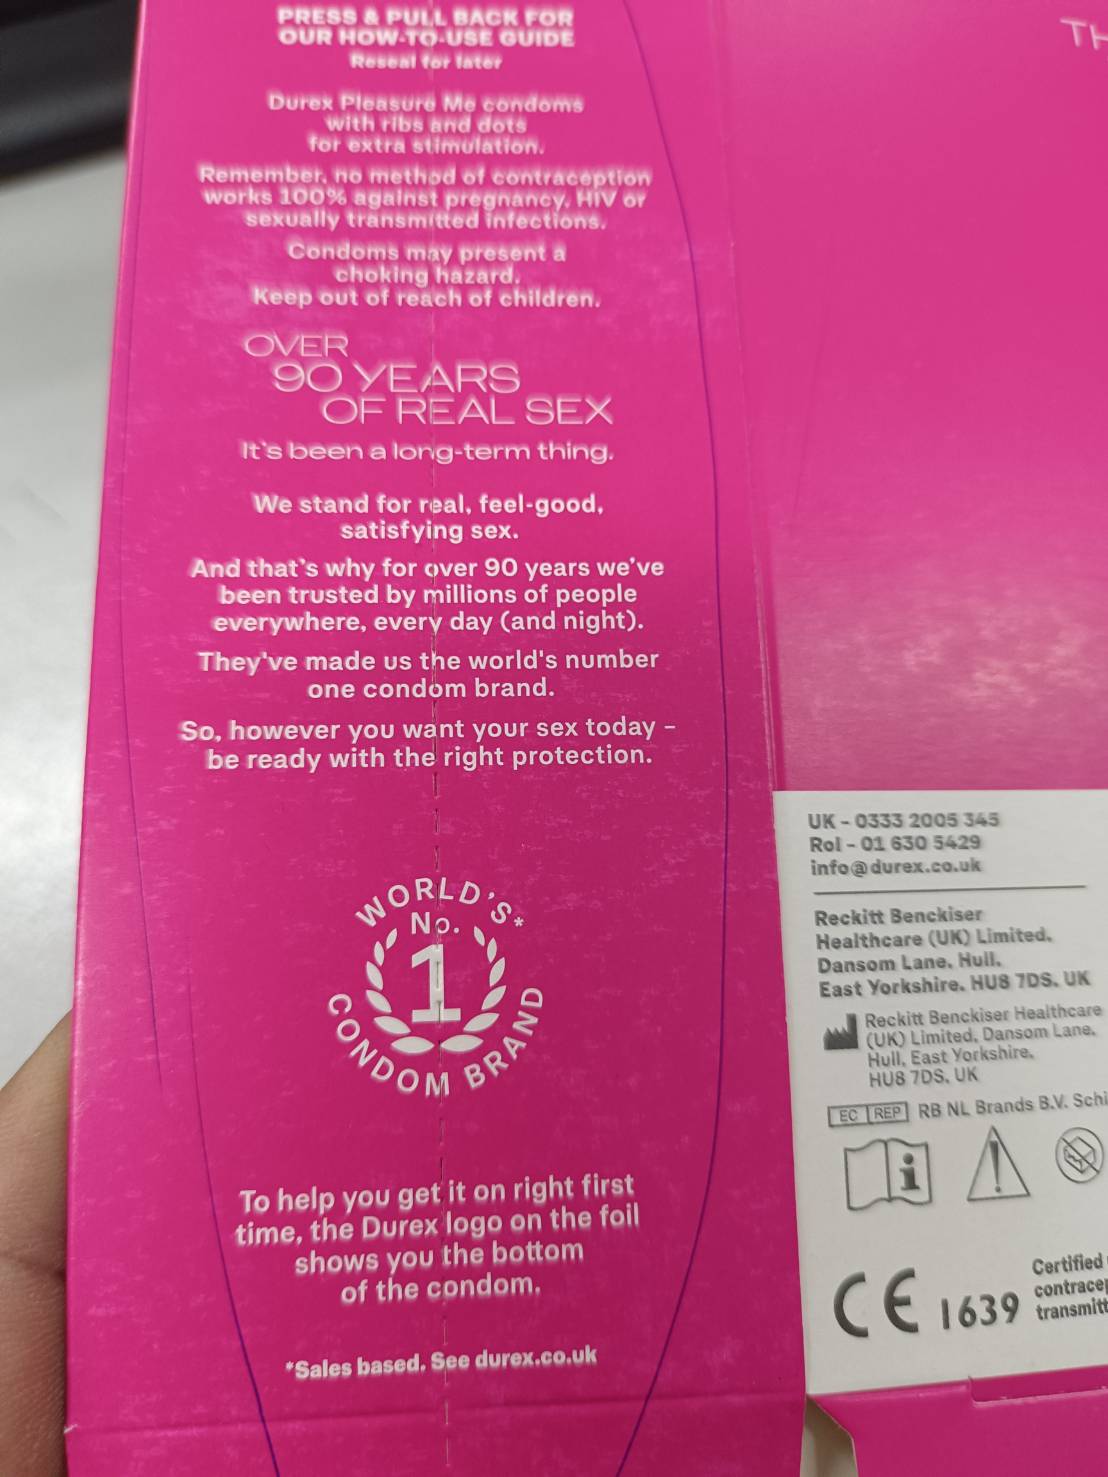 PRESS & PULL BACK FOR
OUR HOW-TO-USE GUIDE
Reseal for later
Durex Pleasure Me condoms
with ribs and dots
for extra stimulation.
Remember, no method of contraception
works 100% against pregnancy, HIV or
sexually transmitted infections.
Condoms may present a
choking hazard.
Keep out of reach of children.
OVER
90 YEARS
OF REAL SEX
It's been a long-term thing.
We stand for real, feel-good,
satisfying sex.
And that's why for over 90 years we've
been trusted by millions of people
everywhere, every day (and night).
They've made us the world's number
one condom brand.
So, however you want your sex today –
be ready with the right protection.
WORLD'S*
No.
1
CONDOM BRAND
To help you get it on right first
time, the Durex logo on the foil
shows you the bottom
of the condom.
*Sales based. See durex.co.uk
UK - 0333 2005 345
RoI - 01 630 5429
info@durex.co.uk
Reckitt Benckiser
Healthcare (UK) Limited,
Dansom Lane, Hull,
East Yorkshire, HU8 7DS, UK
Reckitt Benckiser Healthcare
(UK) Limited, Dansom Lane,
Hull, East Yorkshire,
HU8 7DS, UK
EC REP RB NL Brands B.V. Schi
CE 1639
Certified
contracep
transmitt